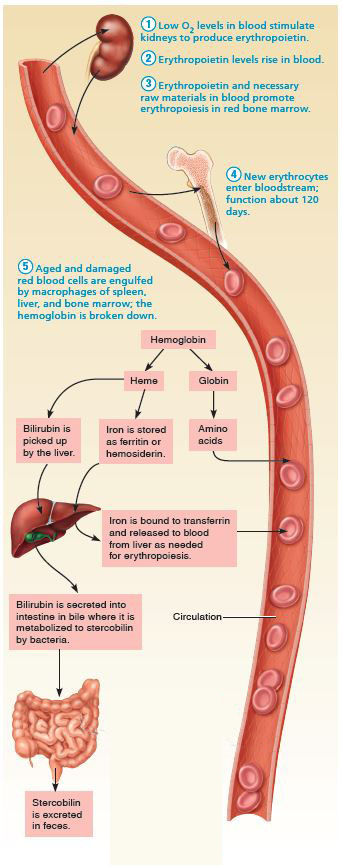 ① Low O₂ levels in blood stimulate
kidneys to produce erythropoietin.
② Erythropoietin levels rise in blood.
③ Erythropoietin and necessary
raw materials in blood promote
erythropoiesis in red bone marrow.
④ New erythrocytes
enter bloodstream;
function about 120
days.
⑤ Aged and damaged
red blood cells are engulfed
by macrophages of spleen,
liver, and bone marrow; the
hemoglobin is broken down.
Hemoglobin
Heme
Globin
Bilirubin is
picked up
by the liver.
Iron is stored
as ferritin or
hemosiderin.
Amino
acids
Iron is bound to transferrin
and released to blood
from liver as needed
for erythropoiesis.
Bilirubin is secreted into
intestine in bile where it is
metabolized to stercobilin
by bacteria.
Circulation
Stercobilin
is excreted
in feces.